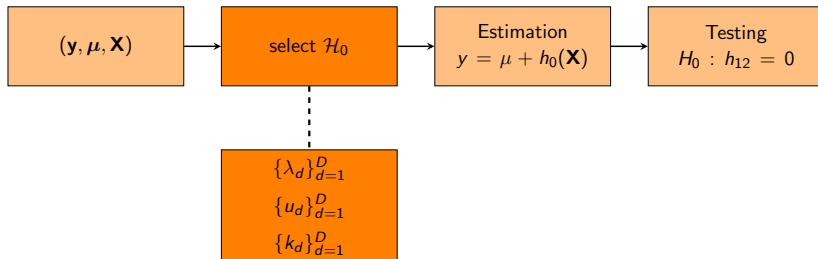 (y, μ, X)
select ℋ₀
Estimation
y = μ + h₀(X)
Testing
H₀ : h₁₂ = 0
{λ_d}_{d=1}^D
{u_d}_{d=1}^D
{k_d}_{d=1}^D